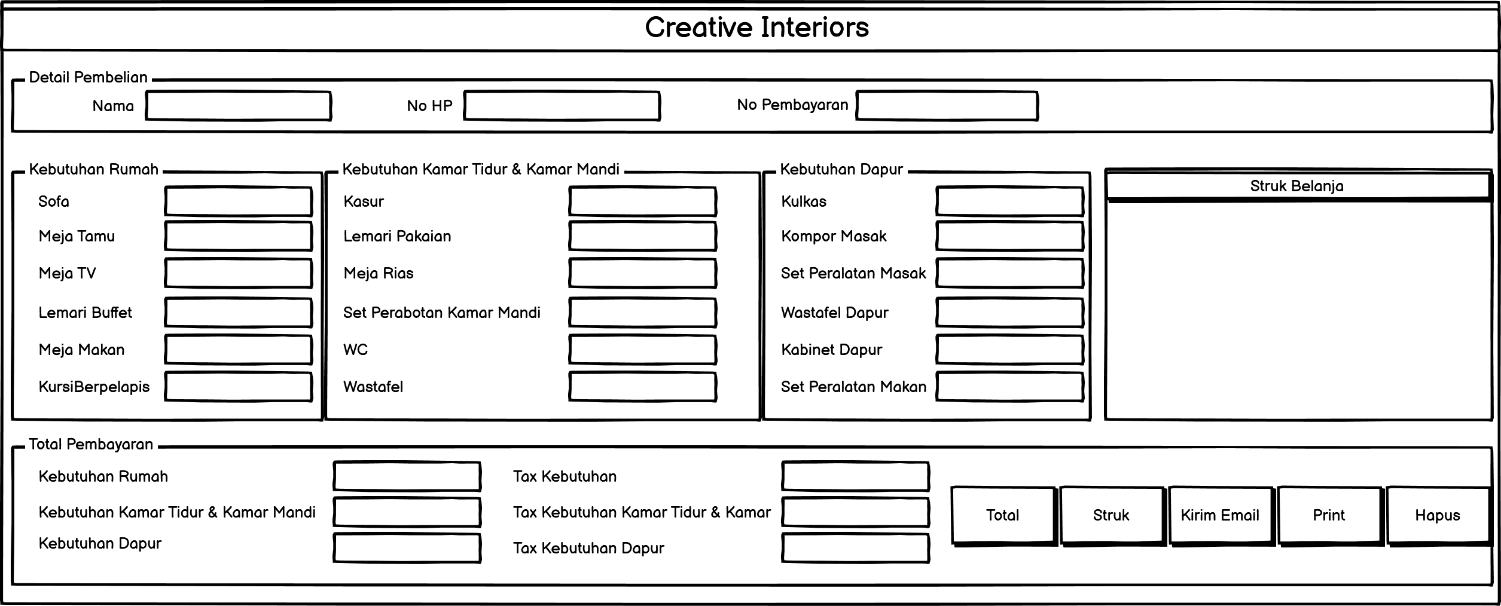 Creative Interiors
Detail Pembelian
Nama
No HP
No Pembayaran
Kebutuhan Rumah
Sofa
Meja Tamu
Meja TV
Lemari Buffet
Meja Makan
KursiBerpelapis
Kebutuhan Kamar Tidur & Kamar Mandi
Kasur
Lemari Pakaian
Meja Rias
Set Perabotan Kamar Mandi
WC
Wastafel
Kebutuhan Dapur
Kulkas
Kompor Masak
Set Peralatan Masak
Wastafel Dapur
Kabinet Dapur
Set Peralatan Makan
Struk Belanja
Total Pembayaran
Kebutuhan Rumah
Kebutuhan Kamar Tidur & Kamar Mandi
Kebutuhan Dapur
Tax Kebutuhan
Tax Kebutuhan Kamar Tidur & Kamar
Tax Kebutuhan Dapur
Total
Struk
Kirim Email
Print
Hapus